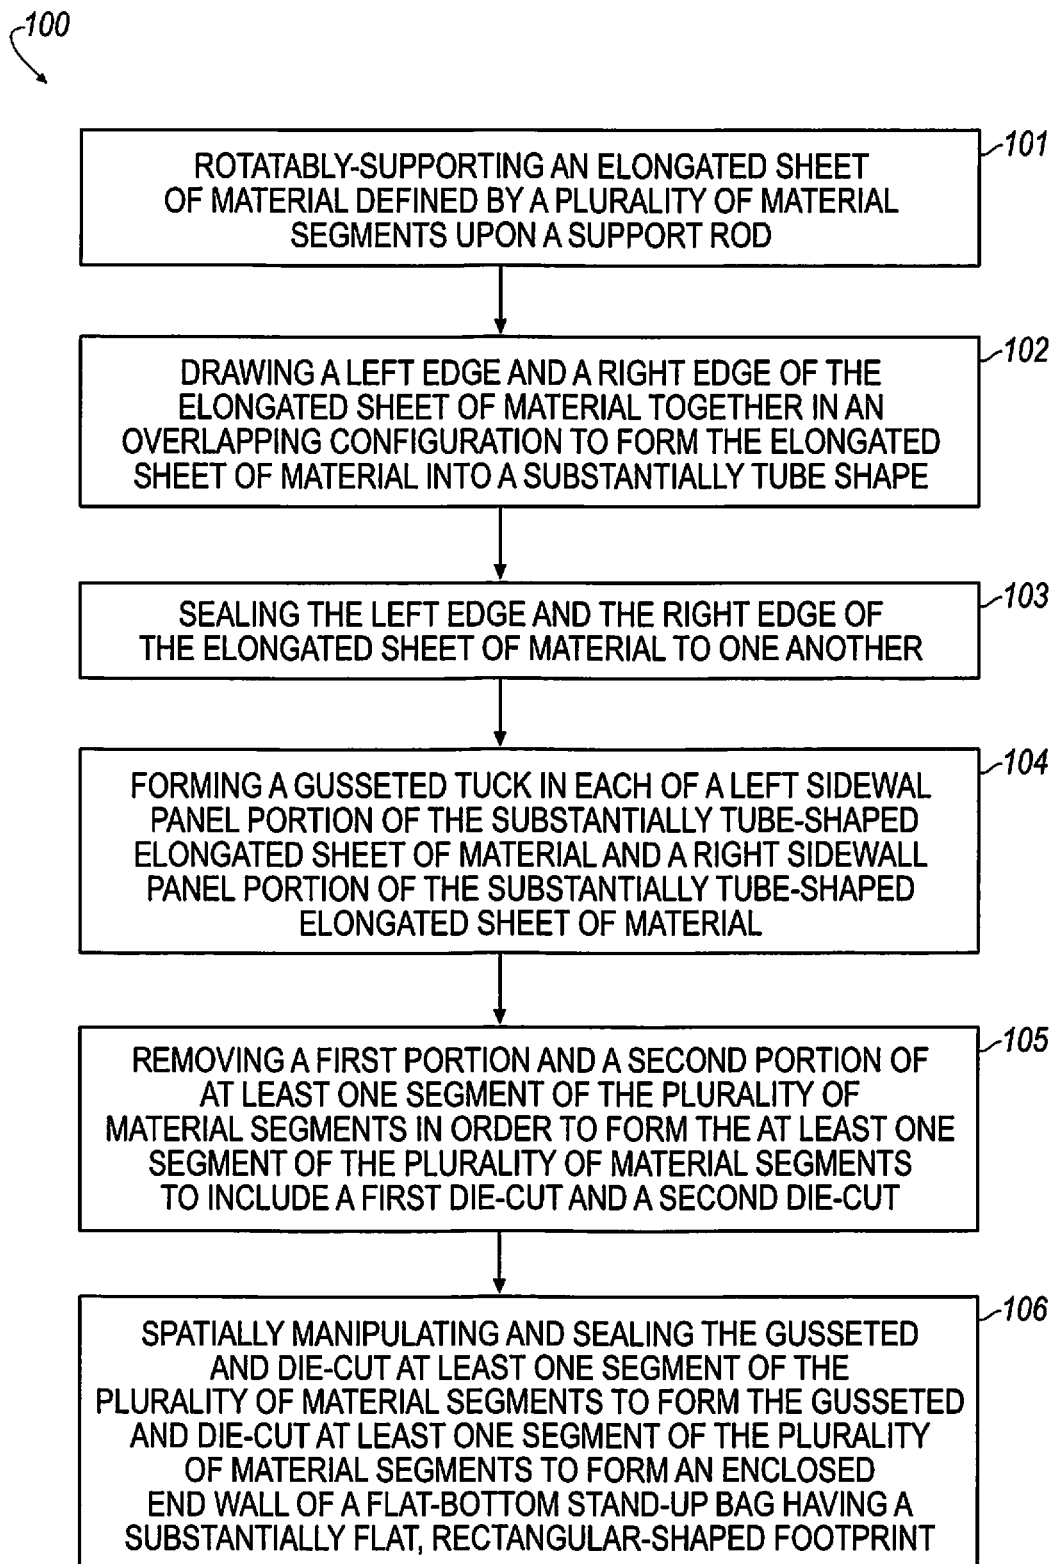 100
101
ROTATABLY-SUPPORTING AN ELONGATED SHEET
OF MATERIAL DEFINED BY A PLURALITY OF MATERIAL
SEGMENTS UPON A SUPPORT ROD
102
DRAWING A LEFT EDGE AND A RIGHT EDGE OF THE
ELONGATED SHEET OF MATERIAL TOGETHER IN AN
OVERLAPPING CONFIGURATION TO FORM THE ELONGATED
SHEET OF MATERIAL INTO A SUBSTANTIALLY TUBE SHAPE
103
SEALING THE LEFT EDGE AND THE RIGHT EDGE OF
THE ELONGATED SHEET OF MATERIAL TO ONE ANOTHER
104
FORMING A GUSSETED TUCK IN EACH OF A LEFT SIDEWAL
PANEL PORTION OF THE SUBSTANTIALLY TUBE-SHAPED
ELONGATED SHEET OF MATERIAL AND A RIGHT SIDEWALL
PANEL PORTION OF THE SUBSTANTIALLY TUBE-SHAPED
ELONGATED SHEET OF MATERIAL
105
REMOVING A FIRST PORTION AND A SECOND PORTION OF
AT LEAST ONE SEGMENT OF THE PLURALITY OF
MATERIAL SEGMENTS IN ORDER TO FORM THE AT LEAST ONE
SEGMENT OF THE PLURALITY OF MATERIAL SEGMENTS
TO INCLUDE A FIRST DIE-CUT AND A SECOND DIE-CUT
106
SPATIALLY MANIPULATING AND SEALING THE GUSSETED
AND DIE-CUT AT LEAST ONE SEGMENT OF THE
PLURALITY OF MATERIAL SEGMENTS TO FORM THE GUSSETED
AND DIE-CUT AT LEAST ONE SEGMENT OF THE PLURALITY
OF MATERIAL SEGMENTS TO FORM AN ENCLOSED
END WALL OF A FLAT-BOTTOM STAND-UP BAG HAVING A
SUBSTANTIALLY FLAT, RECTANGULAR-SHAPED FOOTPRINT